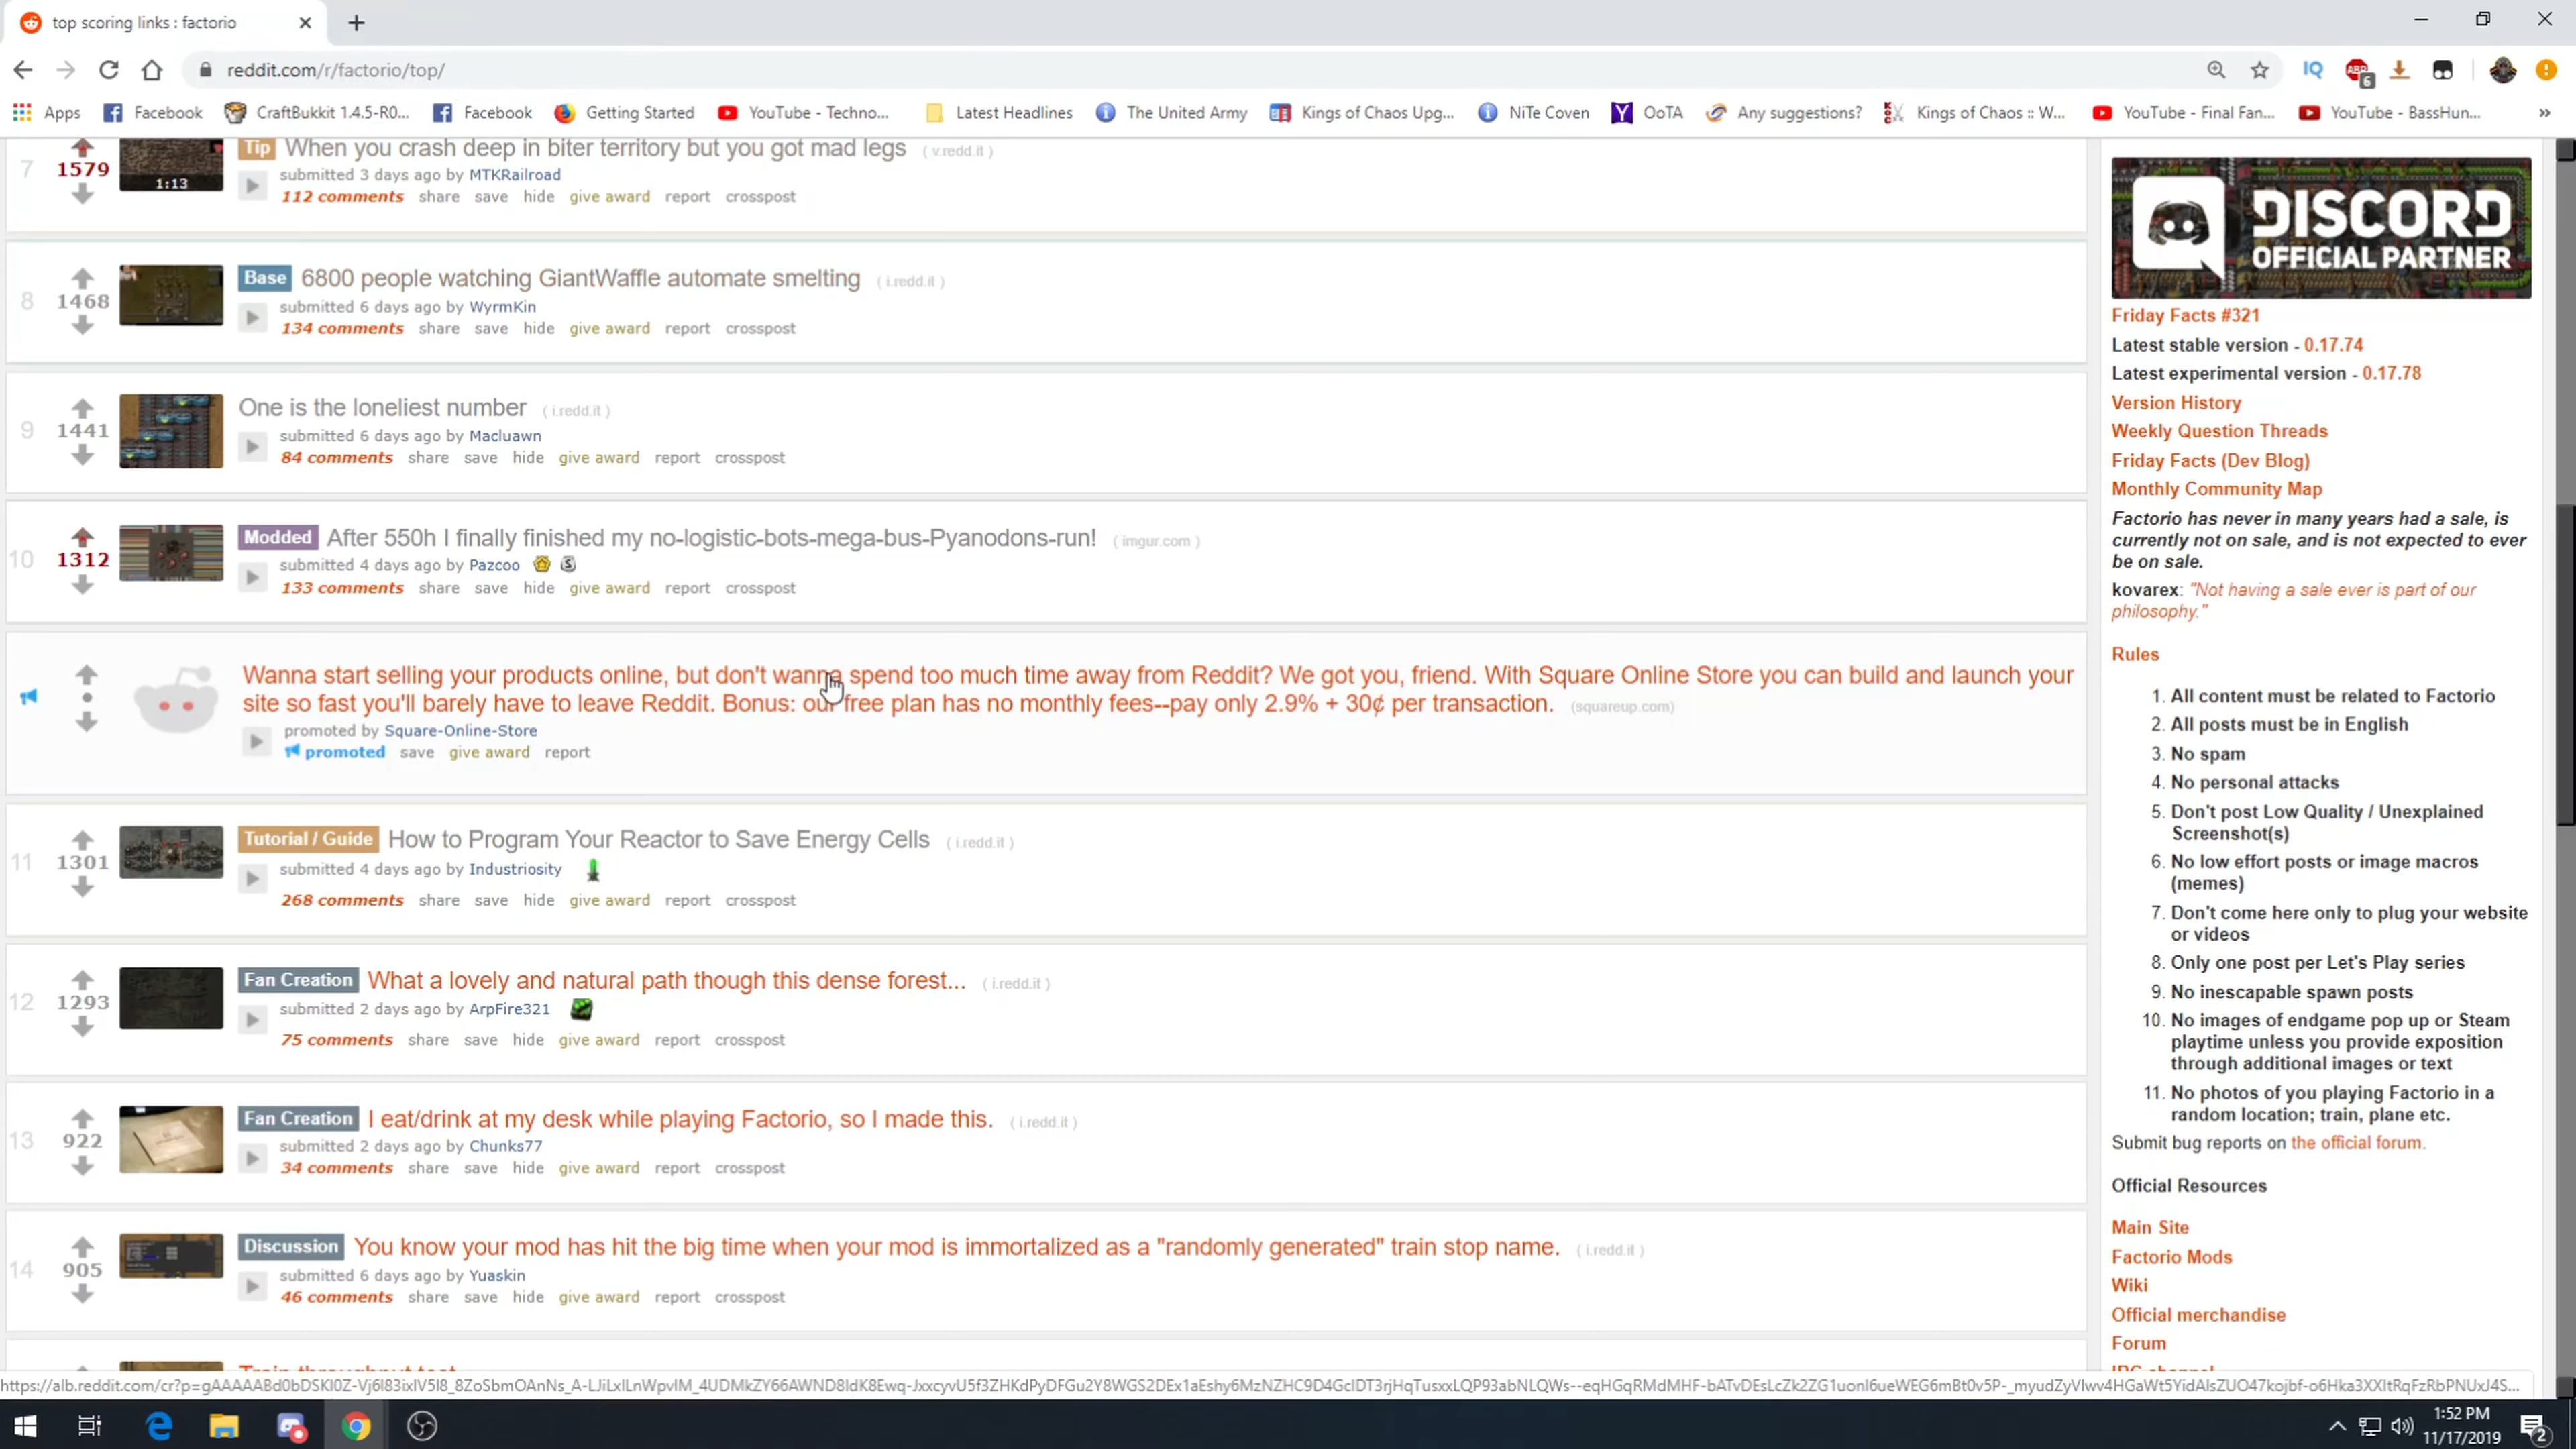 top scoring links : factorio
reddit.com/r/factorio/top/
Apps Facebook CraftBukkit 1.4.5-R0... Facebook Getting Started YouTube - Techno... Latest Headlines The United Army Kings of Chaos Upg... NiTe Coven OoTA Any suggestions? Kings of Chaos :: W... YouTube - Final Fan... YouTube - BassHun... »
7 1579 1:13 Tip When you crash deep in biter territory but you got mad legs ( v.redd.it )
submitted 3 days ago by MTKRailroad
112 comments share save hide give award report crosspost
8 1468 Base 6800 people watching GiantWaffle automate smelting ( i.redd.it )
submitted 6 days ago by WyrmKin
134 comments share save hide give award report crosspost
9 1441 One is the loneliest number ( i.redd.it )
submitted 6 days ago by Macluawn
84 comments share save hide give award report crosspost
10 1312 Modded After 550h I finally finished my no-logistic-bots-mega-bus-Pyanodons-run! ( imgur.com )
submitted 4 days ago by Pazcoo
133 comments share save hide give award report crosspost
Wanna start selling your products online, but don't wanna spend too much time away from Reddit? We got you, friend. With Square Online Store you can build and launch your
site so fast you'll barely have to leave Reddit. Bonus: our free plan has no monthly fees--pay only 2.9% + 30¢ per transaction. (squareup.com)
promoted by Square-Online-Store
promoted save give award report
11 1301 Tutorial / Guide How to Program Your Reactor to Save Energy Cells ( i.redd.it )
submitted 4 days ago by Industriosity
268 comments share save hide give award report crosspost
12 1293 Fan Creation What a lovely and natural path though this dense forest... ( i.redd.it )
submitted 2 days ago by ArpFire321
75 comments share save hide give award report crosspost
13 922 Fan Creation I eat/drink at my desk while playing Factorio, so I made this. ( i.redd.it )
submitted 2 days ago by Chunks77
34 comments share save hide give award report crosspost
14 905 Discussion You know your mod has hit the big time when your mod is immortalized as a "randomly generated" train stop name. ( i.redd.it )
submitted 6 days ago by Yuaskin
46 comments share save hide give award report crosspost
DISCORD
OFFICIAL PARTNER
Friday Facts #321
Latest stable version - 0.17.74
Latest experimental version - 0.17.78
Version History
Weekly Question Threads
Friday Facts (Dev Blog)
Monthly Community Map
Factorio has never in many years had a sale, is
currently not on sale, and is not expected to ever
be on sale.
kovarex: "Not having a sale ever is part of our
philosophy."
Rules
1. All content must be related to Factorio
2. All posts must be in English
3. No spam
4. No personal attacks
5. Don't post Low Quality / Unexplained
Screenshot(s)
6. No low effort posts or image macros
(memes)
7. Don't come here only to plug your website
or videos
8. Only one post per Let's Play series
9. No inescapable spawn posts
10. No images of endgame pop up or Steam
playtime unless you provide exposition
through additional images or text
11. No photos of you playing Factorio in a
random location; train, plane etc.
Submit bug reports on the official forum.
Official Resources
Main Site
Factorio Mods
Wiki
Official merchandise
Forum
1:52 PM
11/17/2019
2